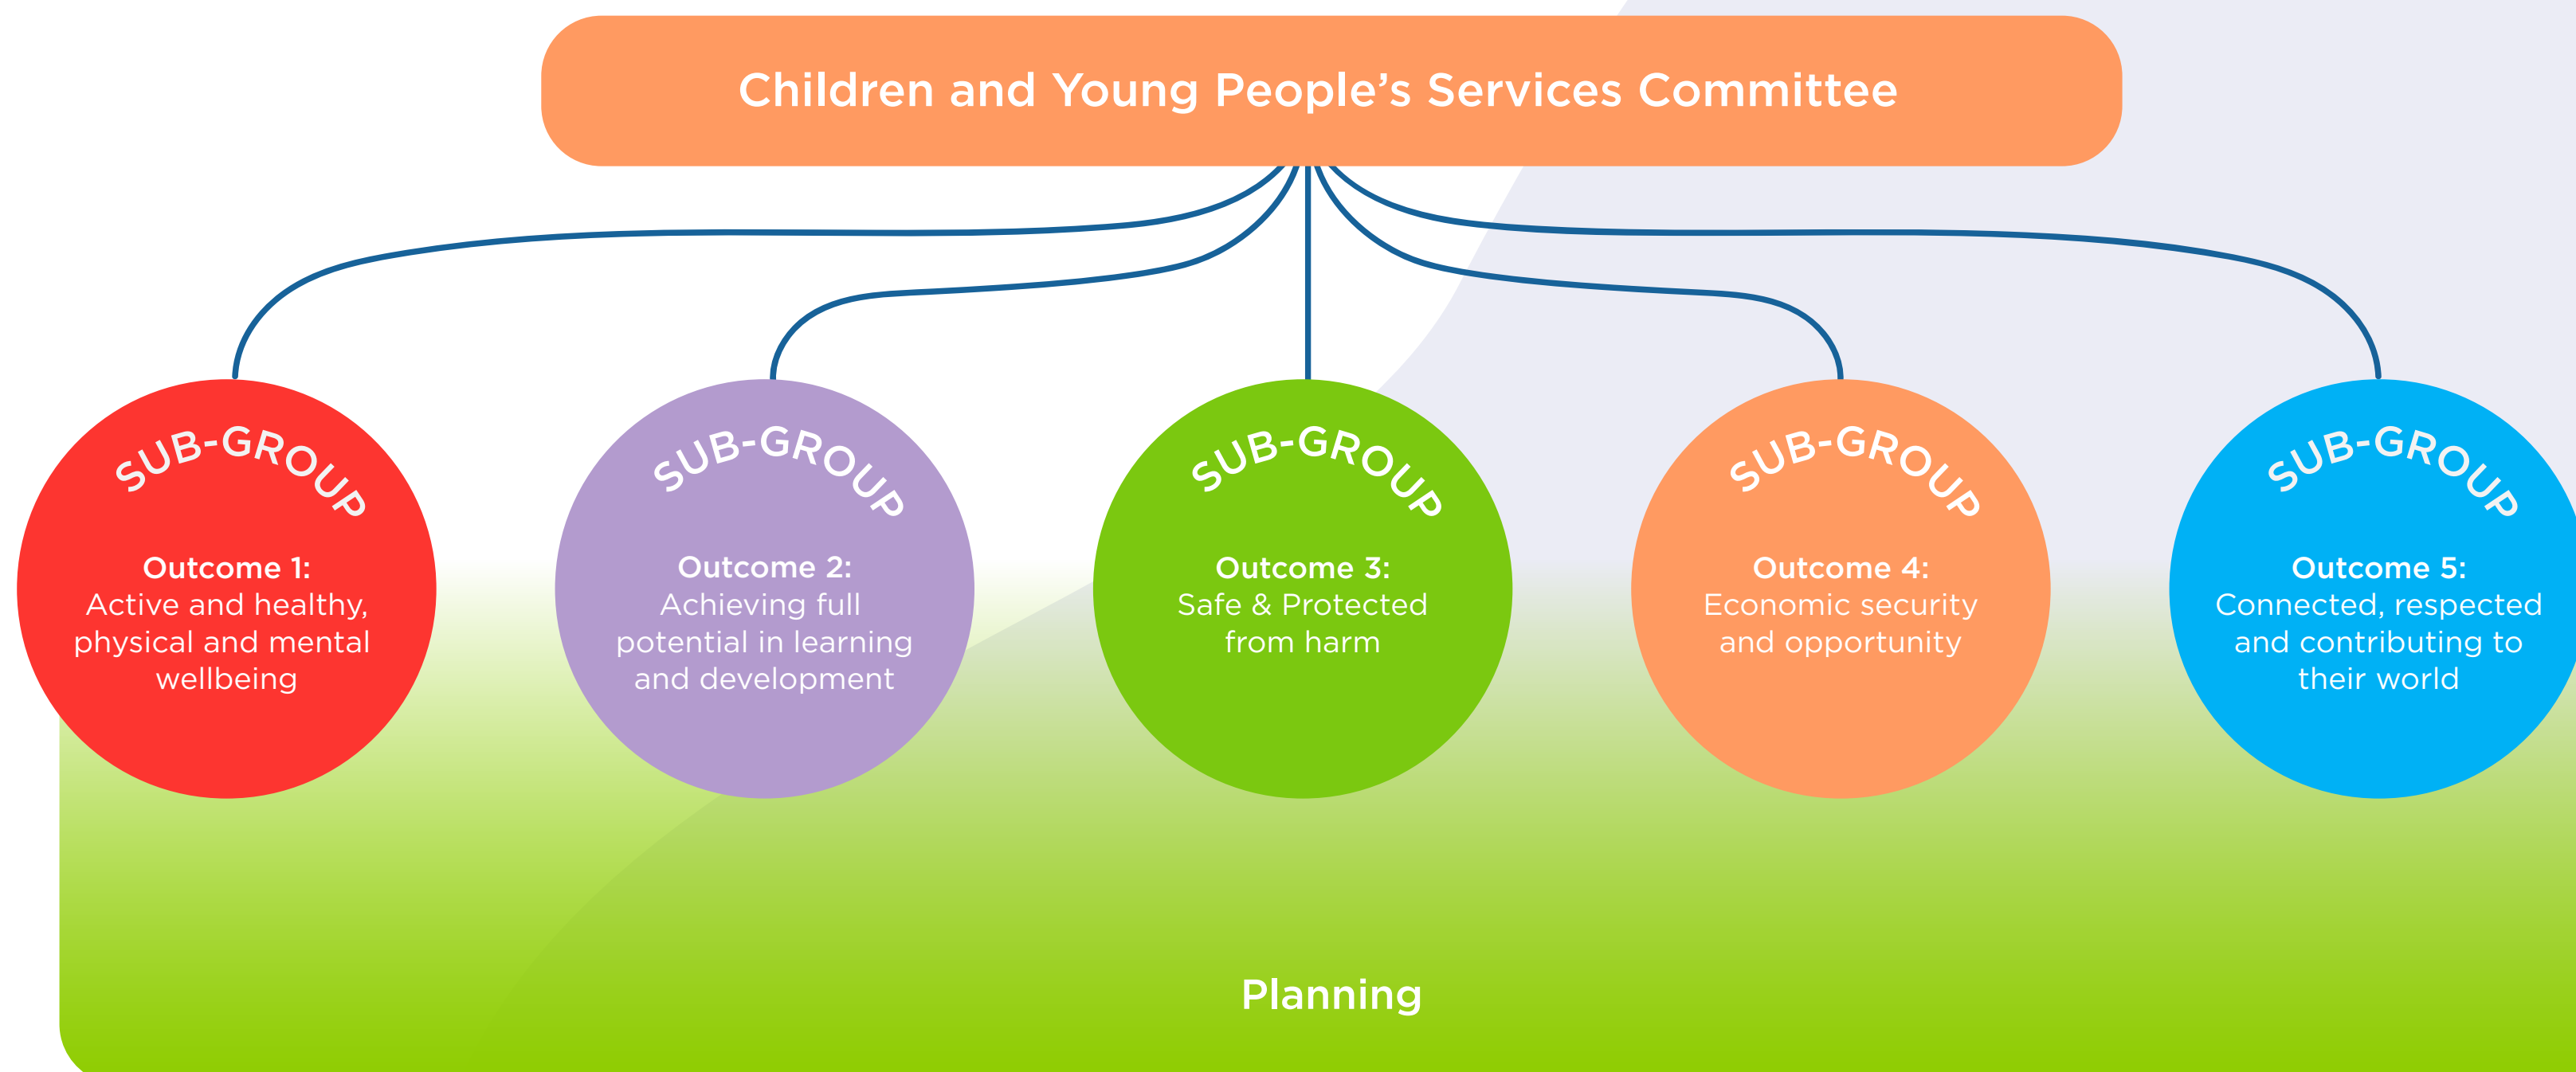 Children and Young People’s Services Committee
SUB-GROUP
Outcome 1:
Active and healthy,
physical and mental
wellbeing
SUB-GROUP
Outcome 2:
Achieving full
potential in learning
and development
SUB-GROUP
Outcome 3:
Safe & Protected
from harm
SUB-GROUP
Outcome 4:
Economic security
and opportunity
SUB-GROUP
Outcome 5:
Connected, respected
and contributing to
their world
Planning